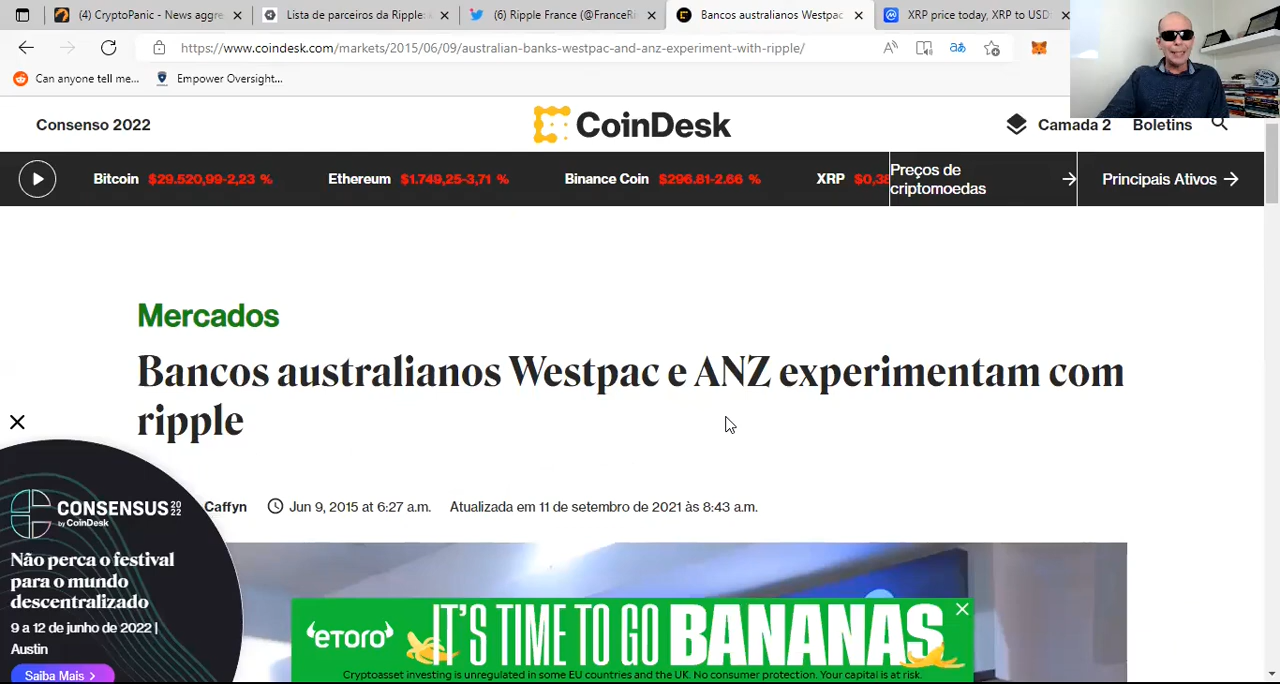 (4) CryptoPanic - News aggre
Lista de parceiros da Ripple:
(6) Ripple France (@FranceRi
Bancos australianos Westpac
XRP price today, XRP to USD
https://www.coindesk.com/markets/2015/06/09/australian-banks-westpac-and-anz-experiment-with-ripple/
Can anyone tell me...
Empower Oversight...
Consenso 2022
CoinDesk
Camada 2
Boletins
Bitcoin $29.520,99-2,23 %
Ethereum $1.749,25-3,71 %
Binance Coin $296.81-2.66 %
XRP $0,38
Preços de
criptomoedas
Principais Ativos
Mercados
Bancos australianos Westpac e ANZ experimentam com
ripple
Caffyn
Jun 9, 2015 at 6:27 a.m.
Atualizada em 11 de setembro de 2021 às 8:43 a.m.
CONSENSUS 20
22
by CoinDesk
Não perca o festival
para o mundo
descentralizado
9 a 12 de junho de 2022 |
Austin
Saiba Mais
eToro
IT'S TIME TO GO BANANAS
Cryptoasset investing is unregulated in some EU countries and the UK. No consumer protection. Your capital is at risk.